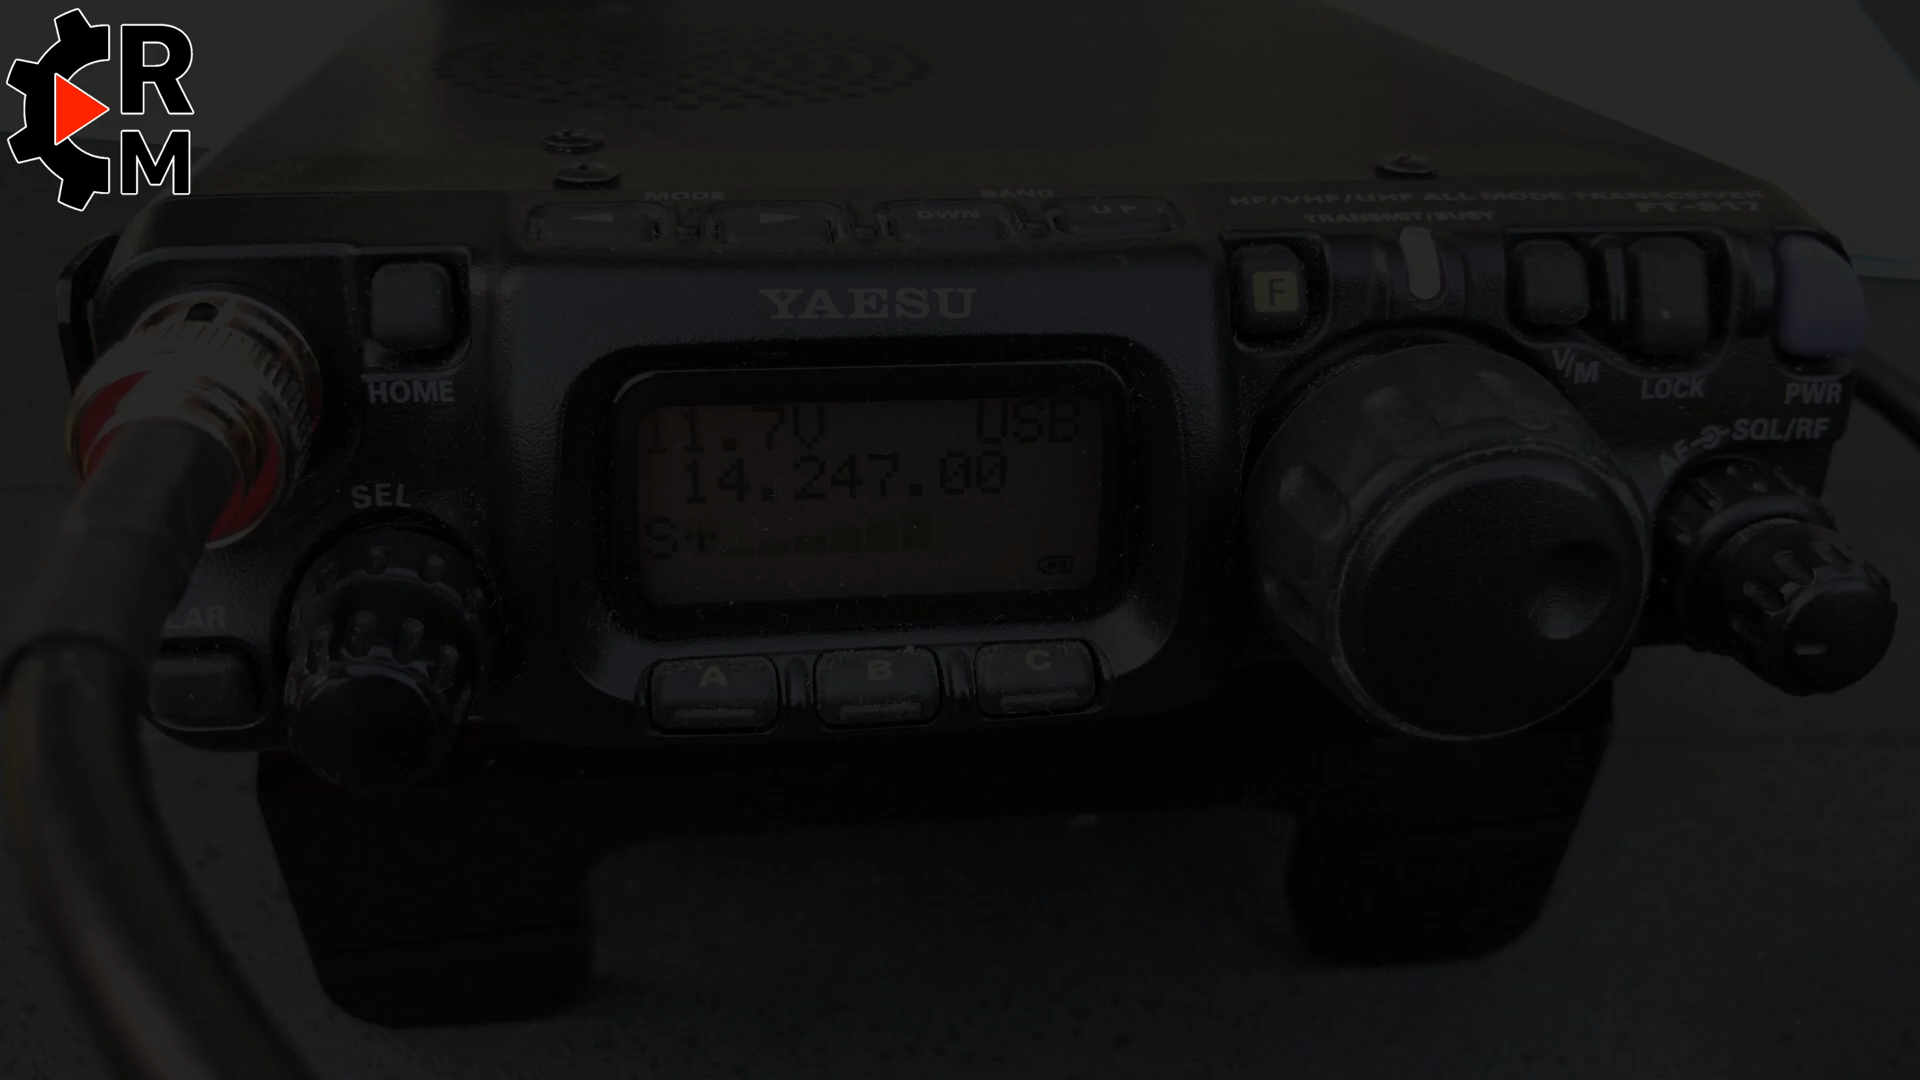 R
M
MODE BAND
DWN UP
HF/VHF/UHF ALL MODE TRANSCEIVER
FT-817
TRANSMIT/BUSY
YAESU
F
HOME
V/M
LOCK
PWR
AF SQL/RF
11.7V USB
14.247.00
S+
SEL
A B C